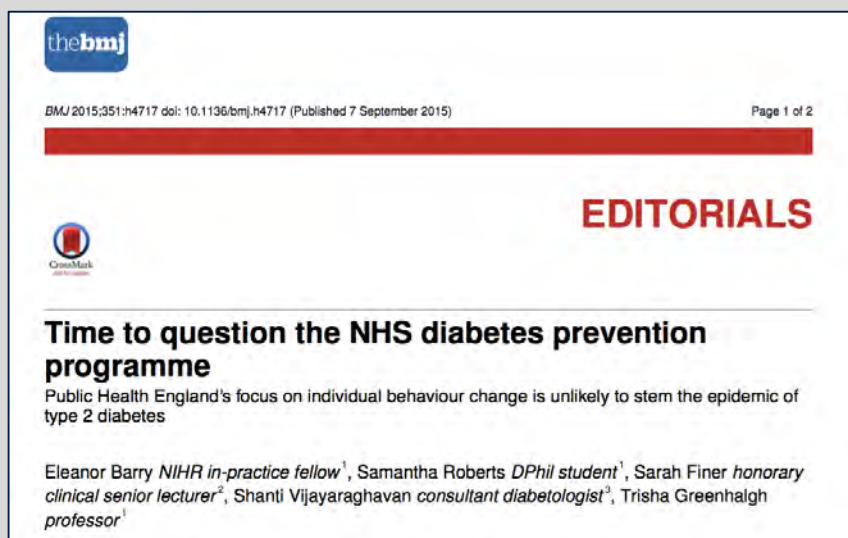 thebmj
BMJ 2015;351:h4717 doi: 10.1136/bmj.h4717 (Published 7 September 2015) Page 1 of 2
EDITORIALS
CrossMark
Time to question the NHS diabetes prevention
programme
Public Health England's focus on individual behaviour change is unlikely to stem the epidemic of
type 2 diabetes
Eleanor Barry NIHR in-practice fellow¹, Samantha Roberts DPhil student¹, Sarah Finer honorary
clinical senior lecturer², Shanti Vijayaraghavan consultant diabetologist³, Trisha Greenhalgh
professor¹